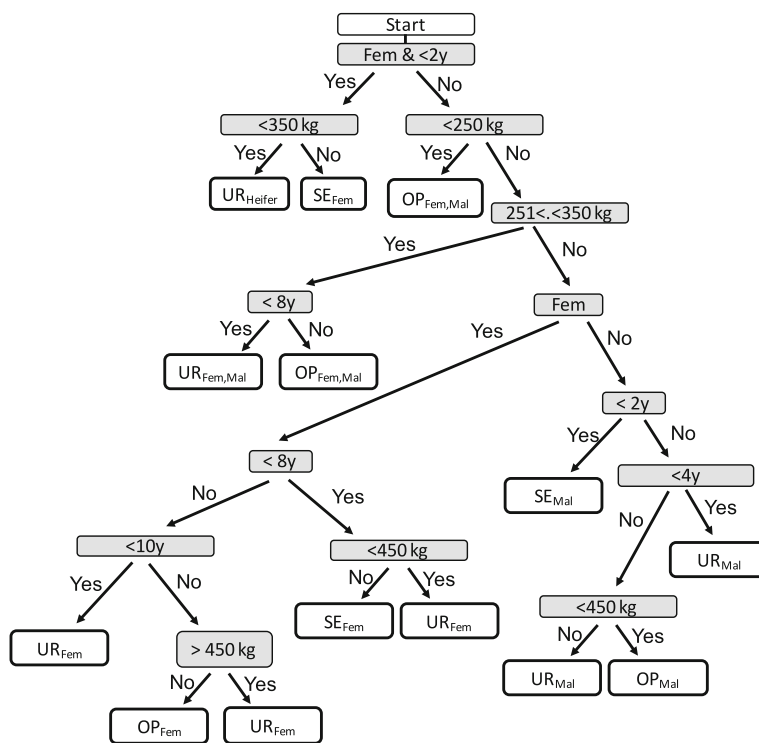 Start
Fem & <2y
Yes No
<350 kg <250 kg
Yes No Yes No
URHeifer SEFem OPFem,Mal
251<.<350 kg
Yes No
< 8y Fem
Yes No Yes No
URFem,Mal OPFem,Mal
< 2y
Yes No
< 8y <4y
No Yes SEMal No Yes
<10y <450 kg URMal
Yes No No Yes <450 kg
URFem > 450 kg SEFem URFem No Yes
No Yes URMal OPMal
OPFem URFem